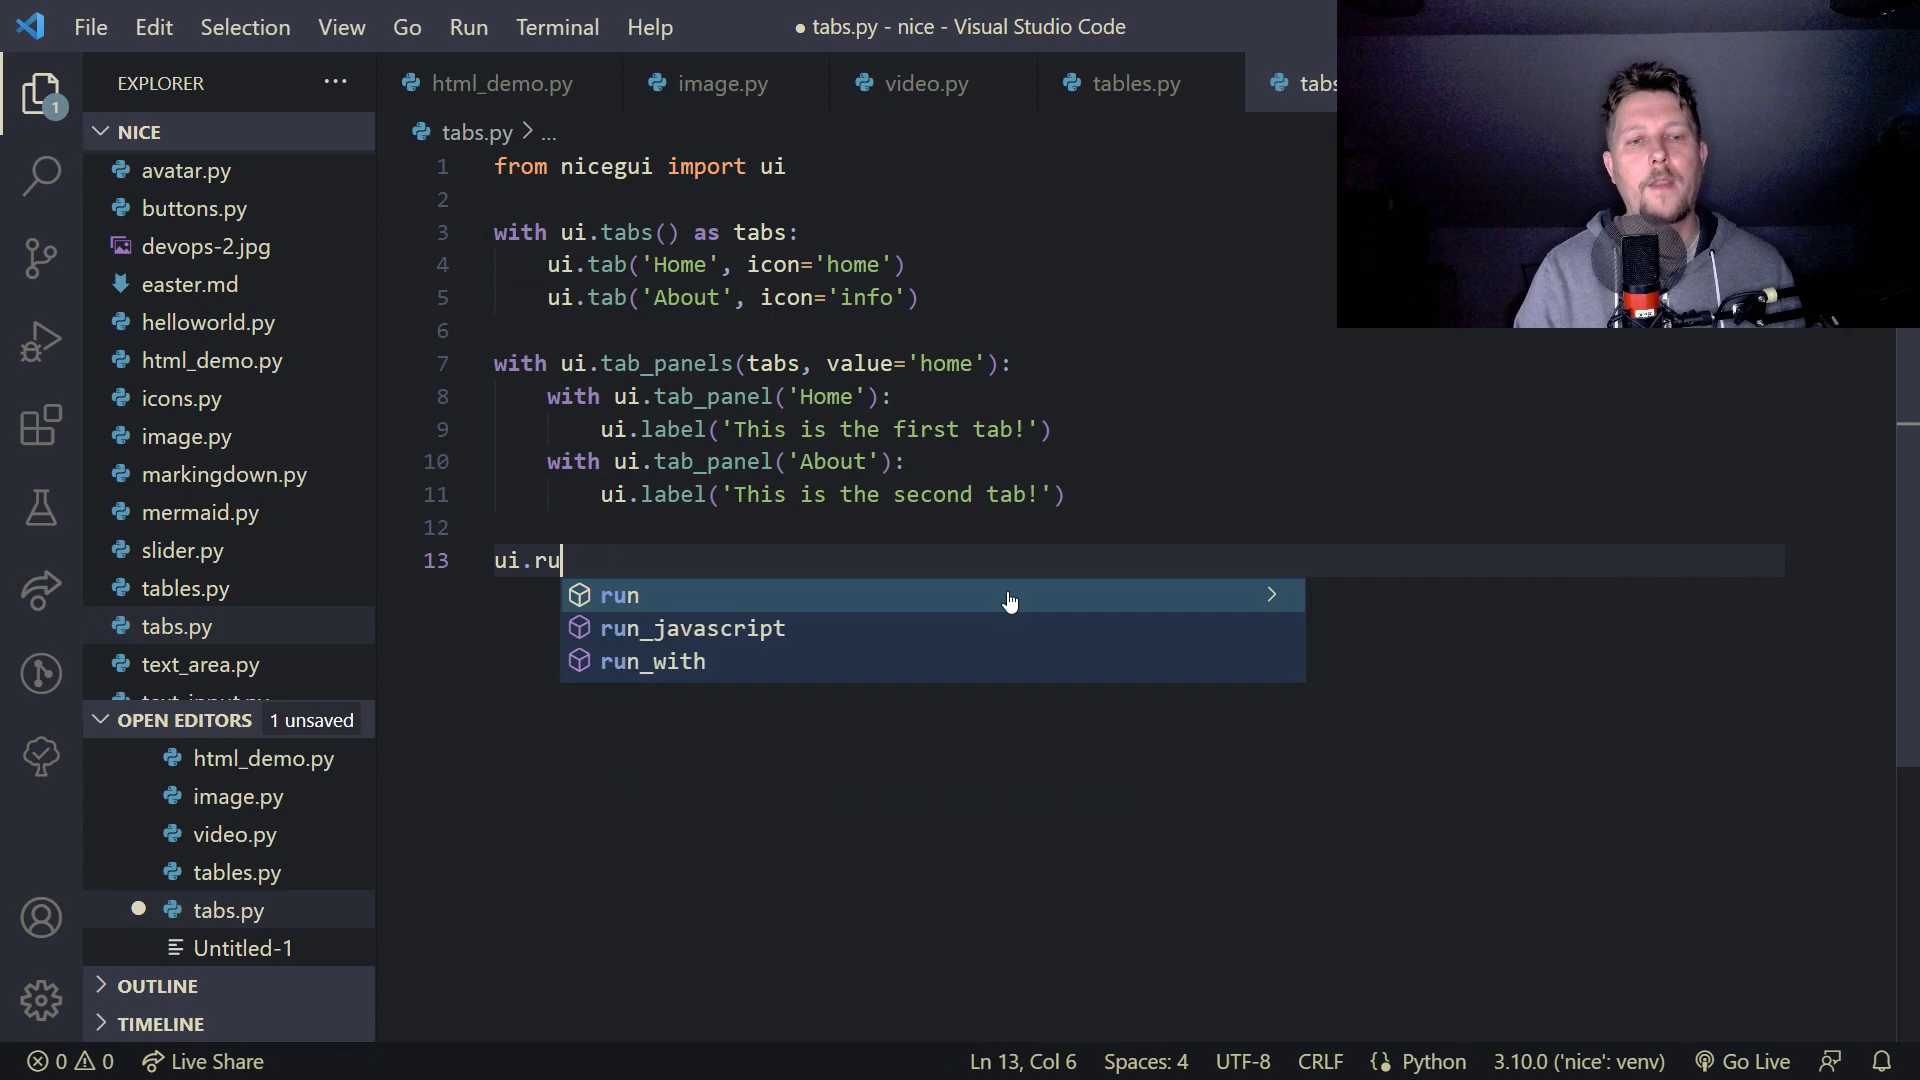 File Edit Selection View Go Run Terminal Help
● tabs.py - nice - Visual Studio Code
EXPLORER ...
html_demo.py image.py video.py tables.py tabs
1
NICE
tabs.py > ...
avatar.py
buttons.py
devops-2.jpg
easter.md
helloworld.py
html_demo.py
icons.py
image.py
markingdown.py
mermaid.py
slider.py
tables.py
tabs.py
text_area.py
text_input.py
OPEN EDITORS 1 unsaved
html_demo.py
image.py
video.py
tables.py
tabs.py
Untitled-1
OUTLINE
TIMELINE
1 from nicegui import ui
2
3 with ui.tabs() as tabs:
4 ui.tab('Home', icon='home')
5 ui.tab('About', icon='info')
6
7 with ui.tab_panels(tabs, value='home'):
8 with ui.tab_panel('Home'):
9 ui.label('This is the first tab!')
10 with ui.tab_panel('About'):
11 ui.label('This is the second tab!')
12
13 ui.ru
run
run_javascript
run_with
0 0 Live Share Ln 13, Col 6 Spaces: 4 UTF-8 CRLF Python 3.10.0 ('nice': venv) Go Live